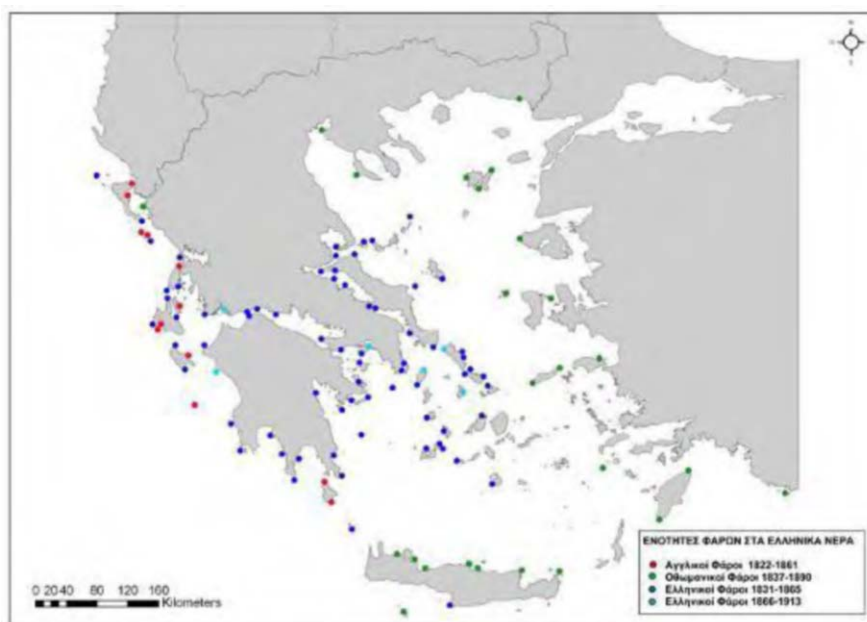 ΕΝΟΤΗΤΕΣ ΦΑΡΩΝ ΣΤΑ ΕΛΛΗΝΙΚΑ ΝΕΡΑ
Αγγλικοί Φάροι 1822-1861
Οθωμανικοί Φάροι 1837-1890
Ελληνικοί Φάροι 1831-1865
Ελληνικοί Φάροι 1866-1913
0 20 40 80 120 160
Kilometers